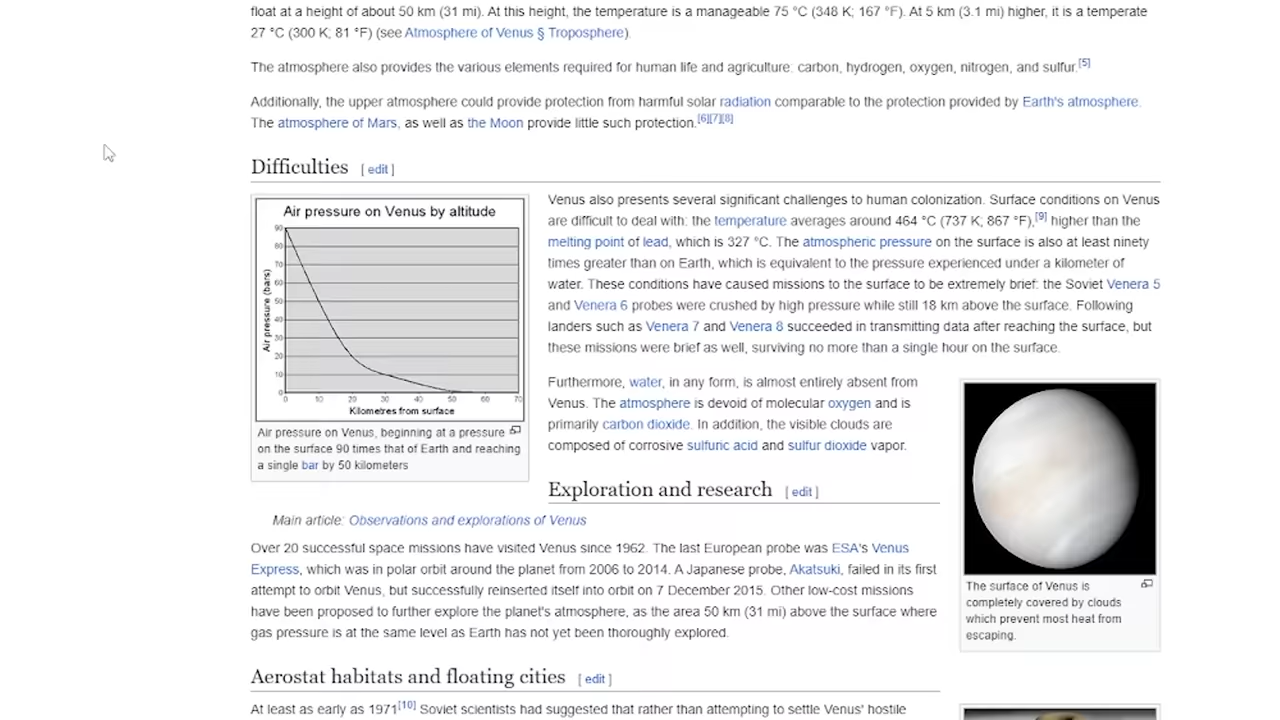 float at a height of about 50 km (31 mi). At this height, the temperature is a manageable 75 °C (348 K; 167 °F). At 5 km (3.1 mi) higher, it is a temperate
27 °C (300 K; 81 °F) (see Atmosphere of Venus § Troposphere).
The atmosphere also provides the various elements required for human life and agriculture: carbon, hydrogen, oxygen, nitrogen, and sulfur.[5]
Additionally, the upper atmosphere could provide protection from harmful solar radiation comparable to the protection provided by Earth's atmosphere.
The atmosphere of Mars, as well as the Moon provide little such protection.[6][7][8]
Difficulties [ edit ]
Air pressure on Venus by altitude
Air pressure (bars)
90
80
70
60
50
40
30
20
10
0
0 10 20 30 40 50 60 70
Kilometres from surface
Air pressure on Venus, beginning at a pressure
on the surface 90 times that of Earth and reaching
a single bar by 50 kilometers
Venus also presents several significant challenges to human colonization. Surface conditions on Venus
are difficult to deal with: the temperature averages around 464 °C (737 K; 867 °F),[9] higher than the
melting point of lead, which is 327 °C. The atmospheric pressure on the surface is also at least ninety
times greater than on Earth, which is equivalent to the pressure experienced under a kilometer of
water. These conditions have caused missions to the surface to be extremely brief: the Soviet Venera 5
and Venera 6 probes were crushed by high pressure while still 18 km above the surface. Following
landers such as Venera 7 and Venera 8 succeeded in transmitting data after reaching the surface, but
these missions were brief as well, surviving no more than a single hour on the surface.
Furthermore, water, in any form, is almost entirely absent from
Venus. The atmosphere is devoid of molecular oxygen and is
primarily carbon dioxide. In addition, the visible clouds are
composed of corrosive sulfuric acid and sulfur dioxide vapor.
The surface of Venus is
completely covered by clouds
which prevent most heat from
escaping.
Exploration and research [ edit ]
Main article: Observations and explorations of Venus
Over 20 successful space missions have visited Venus since 1962. The last European probe was ESA's Venus
Express, which was in polar orbit around the planet from 2006 to 2014. A Japanese probe, Akatsuki, failed in its first
attempt to orbit Venus, but successfully reinserted itself into orbit on 7 December 2015. Other low-cost missions
have been proposed to further explore the planet's atmosphere, as the area 50 km (31 mi) above the surface where
gas pressure is at the same level as Earth has not yet been thoroughly explored.
Aerostat habitats and floating cities [ edit ]
At least as early as 1971[10] Soviet scientists had suggested that rather than attempting to settle Venus' hostile